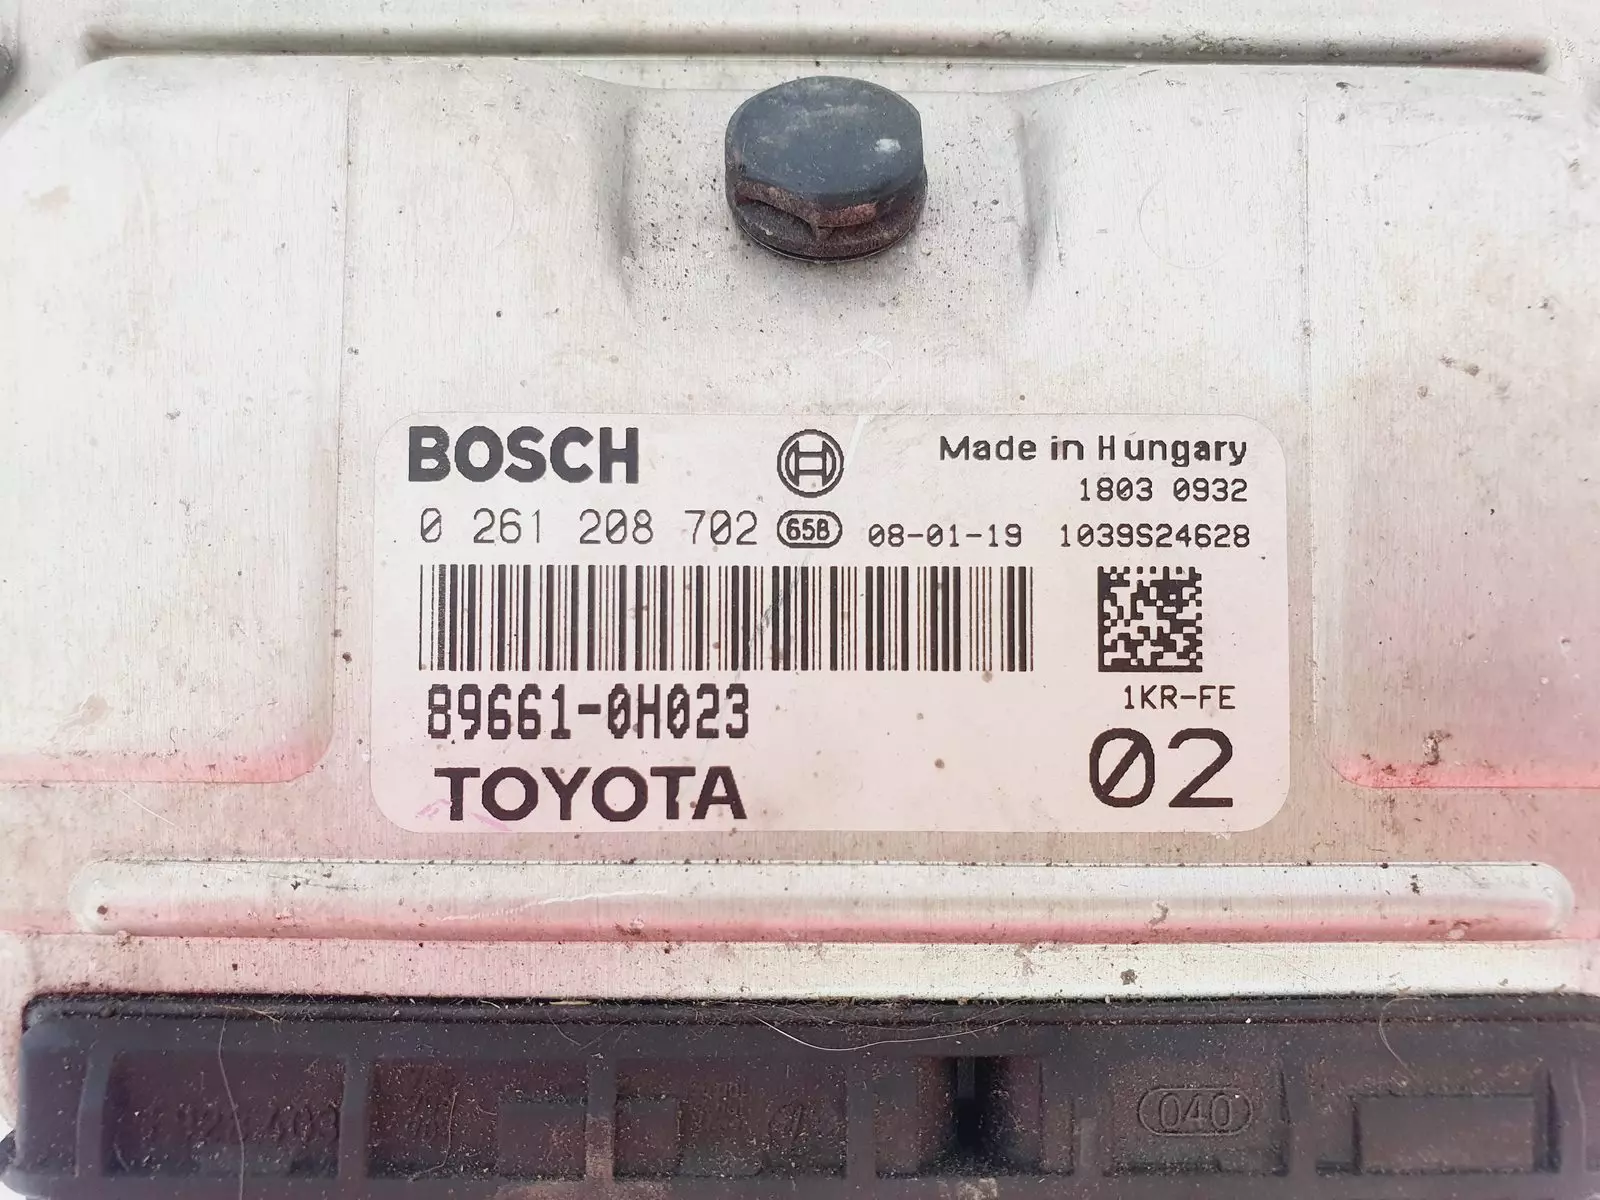 BOSCH
Made in Hungary
1803 0932
0 261 208 702 65B 08-01-19 1039S24628
89661-0H023
1KR-FE
TOYOTA
02
040